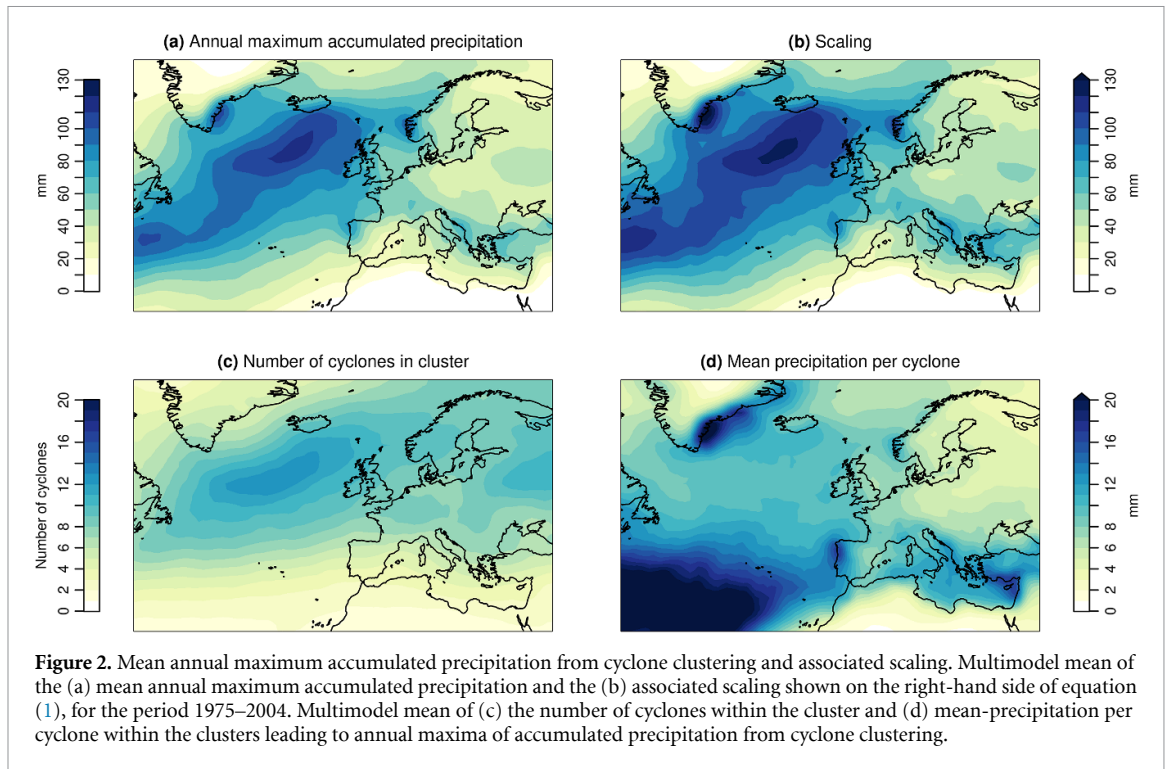 (a) Annual maximum accumulated precipitation
(b) Scaling
130
100
80
60
40
20
0
mm
130
100
80
60
40
20
0
mm
(c) Number of cyclones in cluster
(d) Mean precipitation per cyclone
20
16
12
8
6
4
2
0
Number of cyclones
20
16
12
8
6
4
2
0
mm
Figure 2. Mean annual maximum accumulated precipitation from cyclone clustering and associated scaling. Multimodel mean of
the (a) mean annual maximum accumulated precipitation and the (b) associated scaling shown on the right-hand side of equation
(1), for the period 1975–2004. Multimodel mean of (c) the number of cyclones within the cluster and (d) mean-precipitation per
cyclone within the clusters leading to annual maxima of accumulated precipitation from cyclone clustering.